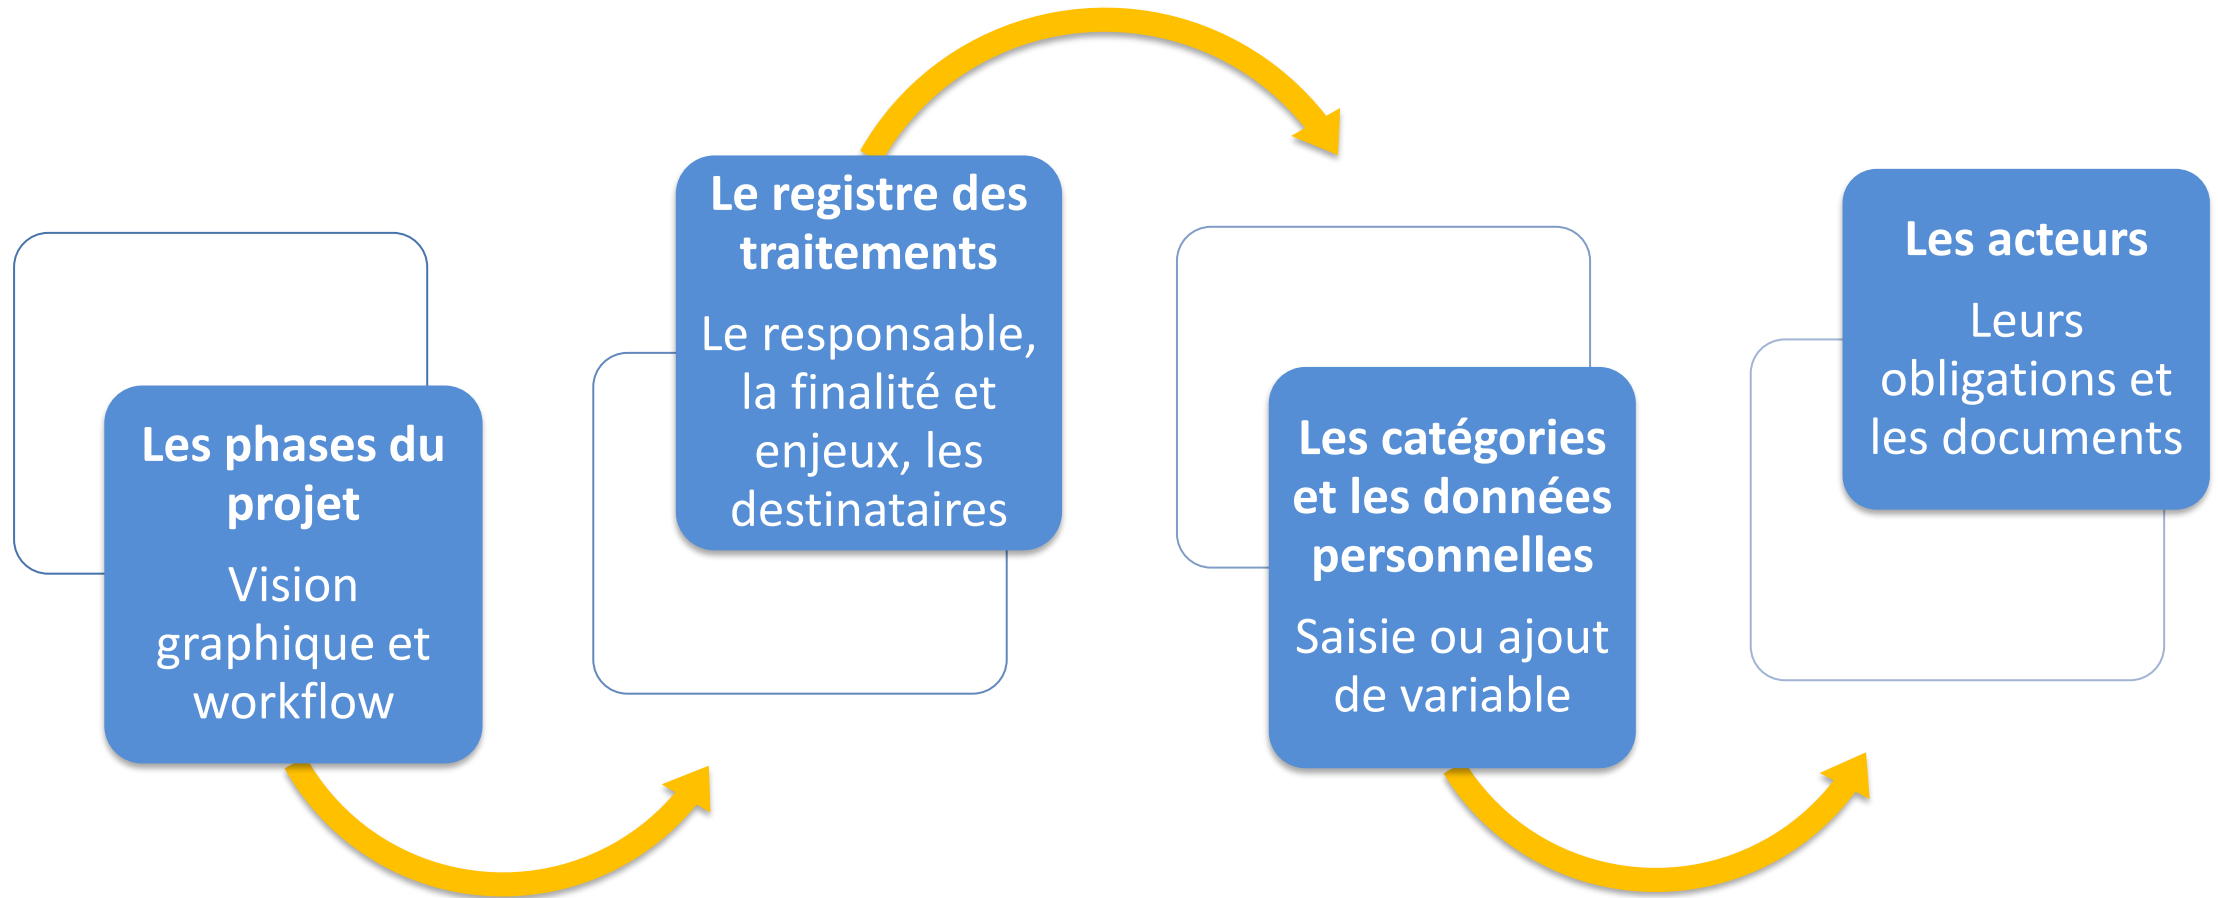 Les phases du
projet
Vision
graphique et
workflow
Le registre des
traitements
Le responsable,
la finalité et
enjeux, les
destinataires
Les catégories
et les données
personnelles
Saisie ou ajout
de variable
Les acteurs
Leurs
obligations et
les documents